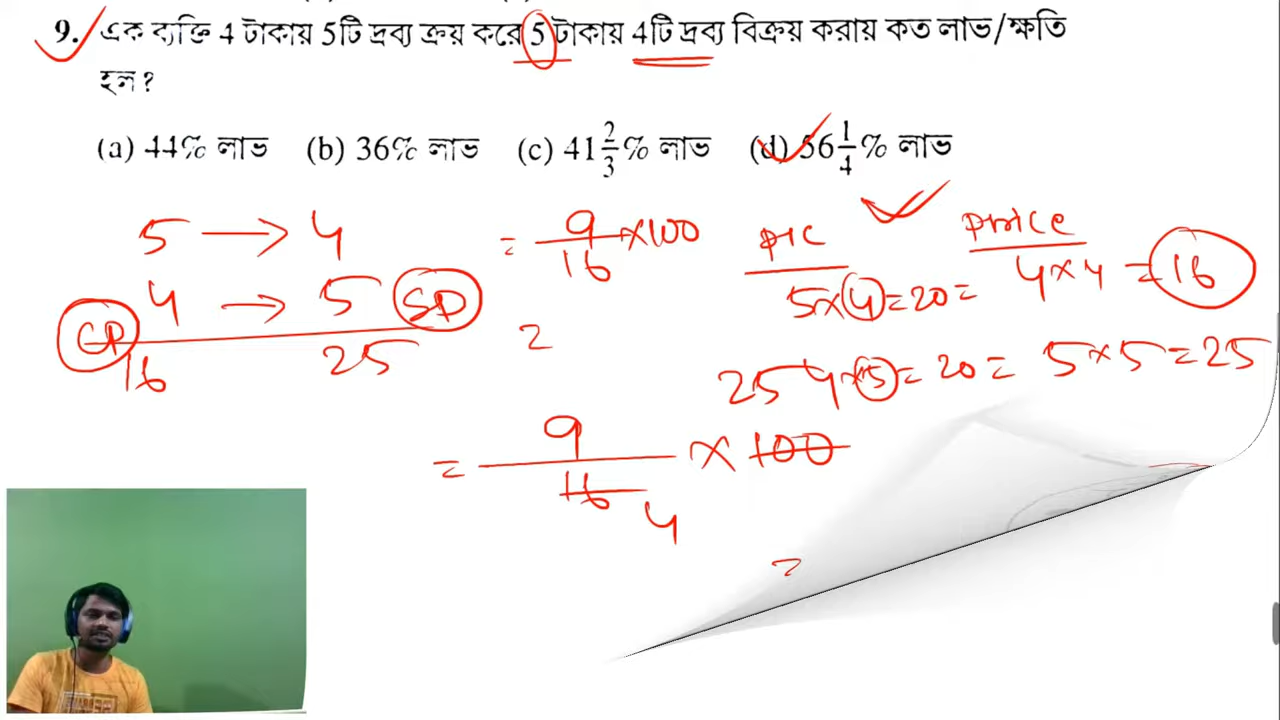 9. এক ব্যক্তি 4 টাকায় 5টি দ্রব্য ক্রয় করে 5 টাকায় 4টি দ্রব্য বিক্রয় করায় কত লাভ/ক্ষতি
হল ?
(a) 44% লাভ (b) 36% লাভ (c) 41 2/3 % লাভ (d) 56 1/4 % লাভ
5 → 4
4 → 5 SP
CP
16 25
= 9/16 × 100
= 9/16 × 100
4
Price
5×4 = 20 = 4×4 = 16
25 4×5 = 20 = 5×5 = 25